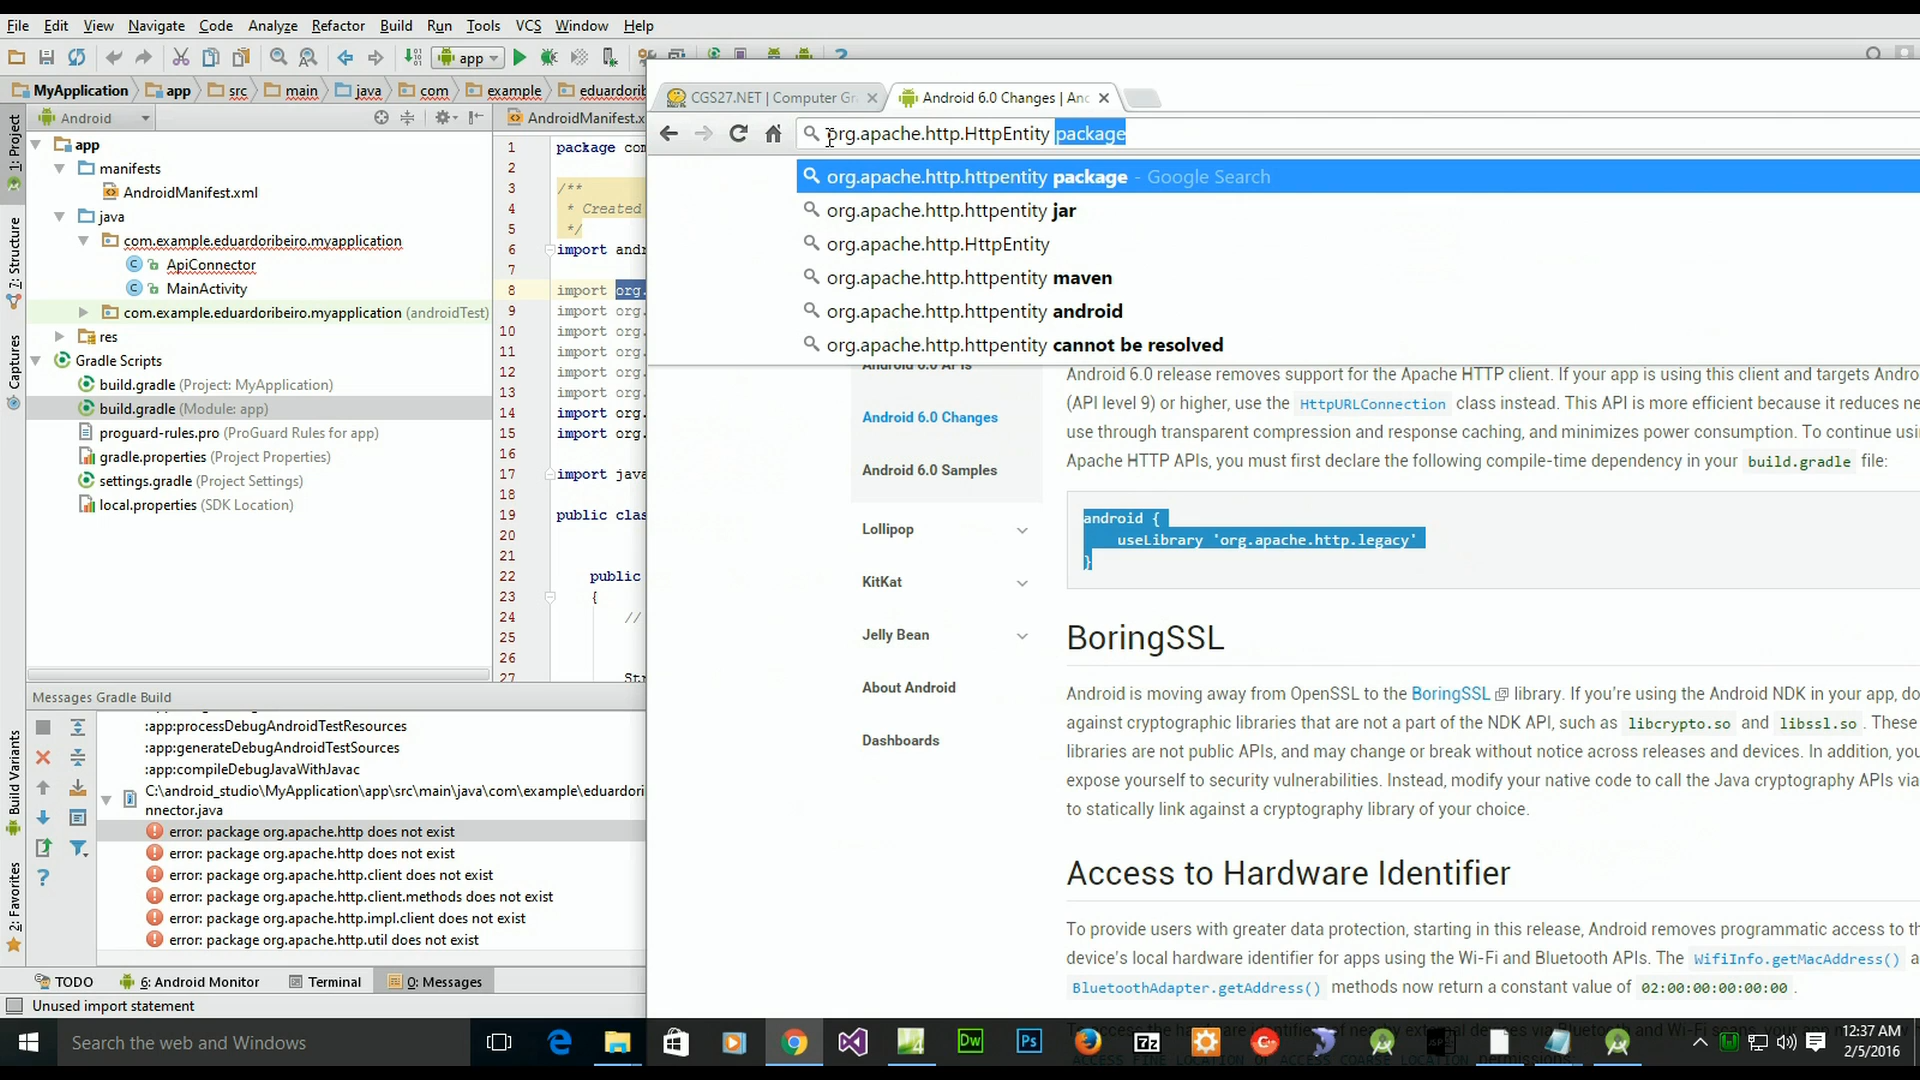 File Edit View Navigate Code Analyze Refactor Build Run Tools VCS Window Help
app
MyApplication app src main java com example eduardorib
Android
AndroidManifest.x
1: Project
7: Structure
Captures
Build Variants
2: Favorites
app
manifests
AndroidManifest.xml
java
com.example.eduardoribeiro.myapplication
ApiConnector
MainActivity
com.example.eduardoribeiro.myapplication (androidTest)
res
Gradle Scripts
build.gradle (Project: MyApplication)
build.gradle (Module: app)
proguard-rules.pro (ProGuard Rules for app)
gradle.properties (Project Properties)
settings.gradle (Project Settings)
local.properties (SDK Location)
1 package com
2
3 /**
4 * Created
5 */
6 import andr
7
8 import org.
9 import org.
10 import org.
11 import org.
12 import org.
13 import org.
14 import org.
15 import org.
16
17 import java
18
19 public clas
20
21
22 public
23 {
24 //
25
26
27 Str
CGS27.NET | Computer Gr
Android 6.0 Changes | And
org.apache.http.HttpEntity package
org.apache.http.httpentity package - Google Search
org.apache.http.httpentity jar
org.apache.http.HttpEntity
org.apache.http.httpentity maven
org.apache.http.httpentity android
org.apache.http.httpentity cannot be resolved
Android 6.0 APIs
Android 6.0 Changes
Android 6.0 Samples
Lollipop
KitKat
Jelly Bean
About Android
Dashboards
Android 6.0 release removes support for the Apache HTTP client. If your app is using this client and targets Andro
(API level 9) or higher, use the HttpURLConnection class instead. This API is more efficient because it reduces ne
use through transparent compression and response caching, and minimizes power consumption. To continue usi
Apache HTTP APIs, you must first declare the following compile-time dependency in your build.gradle file:
android {
useLibrary 'org.apache.http.legacy'
}
BoringSSL
Android is moving away from OpenSSL to the BoringSSL library. If you're using the Android NDK in your app, do
against cryptographic libraries that are not a part of the NDK API, such as libcrypto.so and libssl.so . These
libraries are not public APIs, and may change or break without notice across releases and devices. In addition, you
expose yourself to security vulnerabilities. Instead, modify your native code to call the Java cryptography APIs via
to statically link against a cryptography library of your choice.
Access to Hardware Identifier
To provide users with greater data protection, starting in this release, Android removes programmatic access to th
device's local hardware identifier for apps using the Wi-Fi and Bluetooth APIs. The WifiInfo.getMacAddress() a
BluetoothAdapter.getAddress() methods now return a constant value of 02:00:00:00:00:00 .
Messages Gradle Build
:app:processDebugAndroidTestResources
:app:generateDebugAndroidTestSources
:app:compileDebugJavaWithJavac
C:\android_studio\MyApplication\app\src\main\java\com\example\eduardori
nnector.java
error: package org.apache.http does not exist
error: package org.apache.http does not exist
error: package org.apache.http.client does not exist
error: package org.apache.http.client.methods does not exist
error: package org.apache.http.impl.client does not exist
error: package org.apache.http.util does not exist
TODO 6: Android Monitor Terminal 0: Messages
Unused import statement
Search the web and Windows
Dw
Ps
7z
12:37 AM
2/5/2016